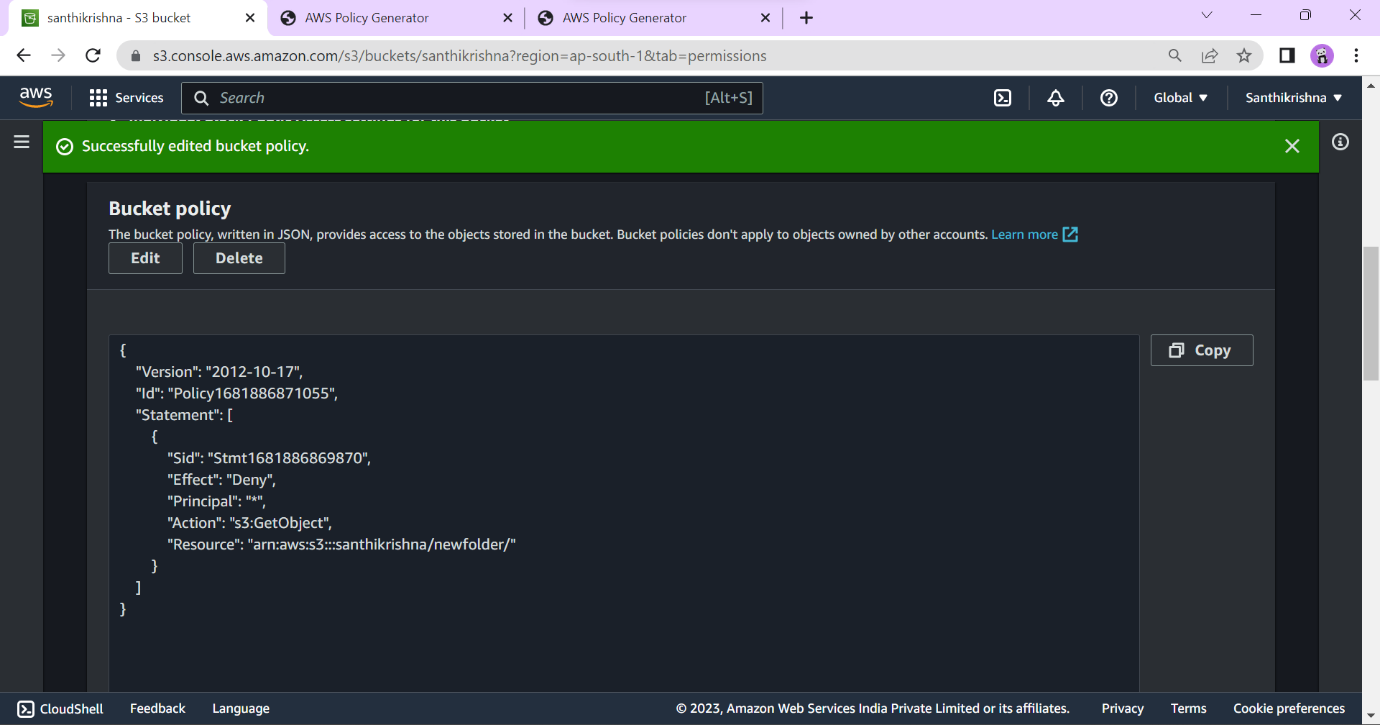 santhikrishna - S3 bucket
AWS Policy Generator
AWS Policy Generator
s3.console.aws.amazon.com/s3/buckets/santhikrishna?region=ap-south-1&tab=permissions
aws
Services
Search
[Alt+S]
Global
Santhikrishna
Successfully edited bucket policy.
Bucket policy
The bucket policy, written in JSON, provides access to the objects stored in the bucket. Bucket policies don't apply to objects owned by other accounts. Learn more
Edit
Delete
Copy
{
"Version": "2012-10-17",
"Id": "Policy1681886871055",
"Statement": [
{
"Sid": "Stmt1681886869870",
"Effect": "Deny",
"Principal": "*",
"Action": "s3:GetObject",
"Resource": "arn:aws:s3:::santhikrishna/newfolder/"
}
]
}
CloudShell
Feedback
Language
© 2023, Amazon Web Services India Private Limited or its affiliates.
Privacy
Terms
Cookie preferences